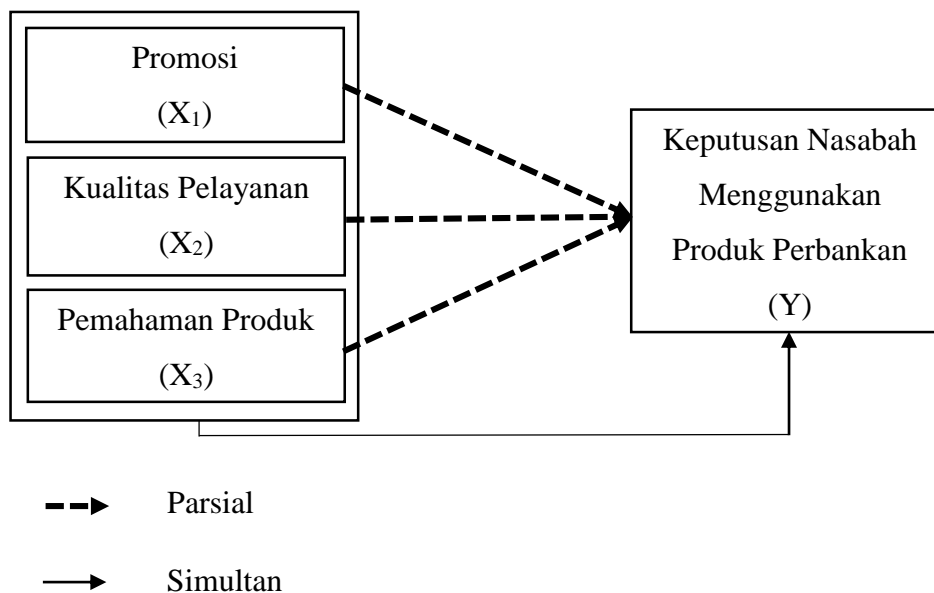 Promosi
(X₁)
Kualitas Pelayanan
(X₂)
Pemahaman Produk
(X₃)
Keputusan Nasabah
Menggunakan
Produk Perbankan
(Y)
Parsial
Simultan